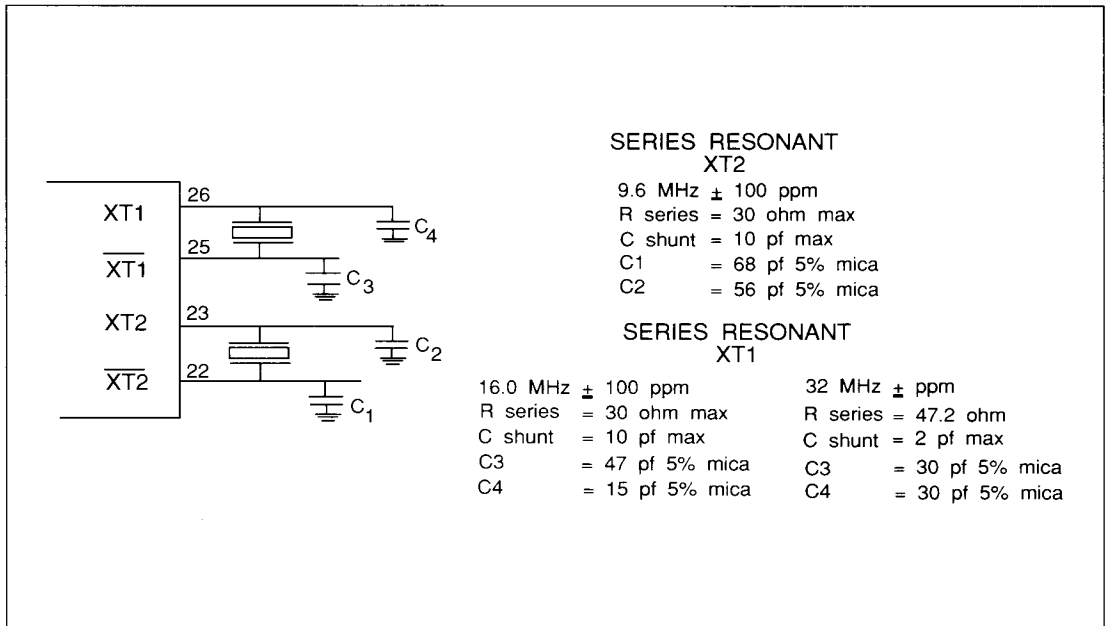 26
XT1
C4
25
XT1
C3
23
XT2
C2
22
XT2
C1
SERIES RESONANT
XT2
9.6 MHz ± 100 ppm
R series = 30 ohm max
C shunt = 10 pf max
C1 = 68 pf 5% mica
C2 = 56 pf 5% mica
SERIES RESONANT
XT1
16.0 MHz ± 100 ppm
R series = 30 ohm max
C shunt = 10 pf max
C3 = 47 pf 5% mica
C4 = 15 pf 5% mica
32 MHz ± ppm
R series = 47.2 ohm
C shunt = 2 pf max
C3 = 30 pf 5% mica
C4 = 30 pf 5% mica